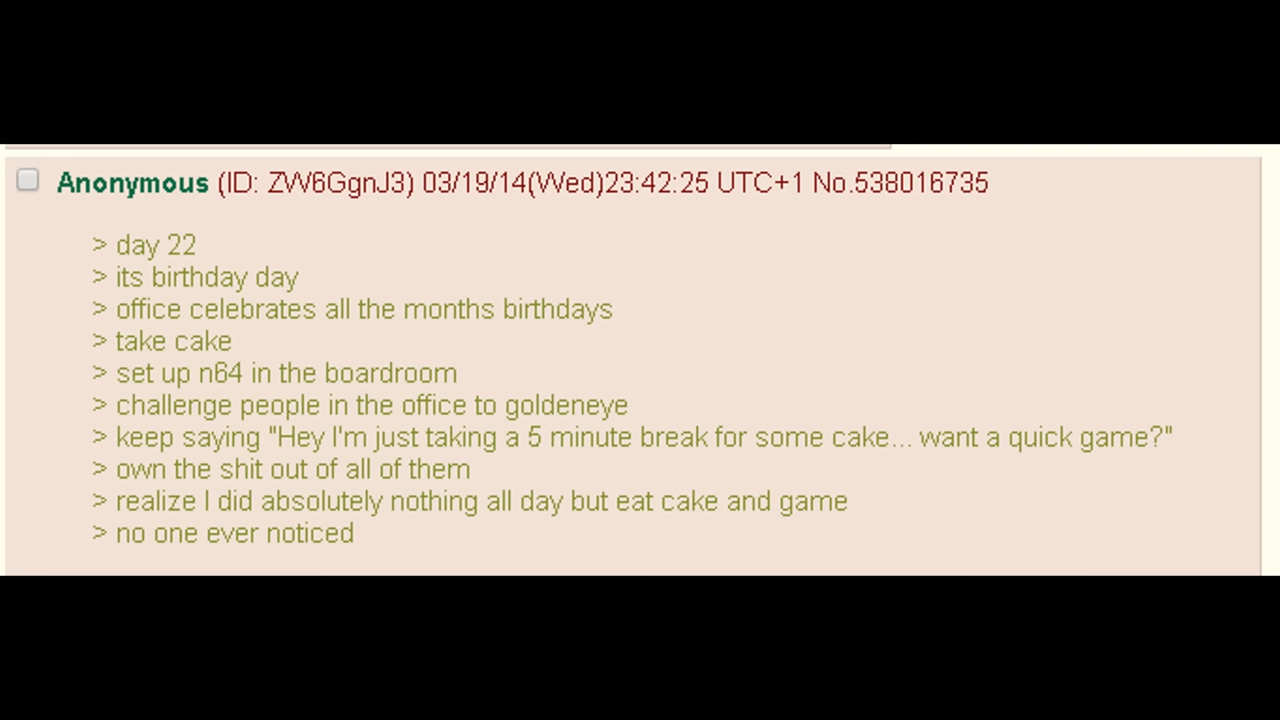 Anonymous (ID: ZW6GgnJ3) 03/19/14(Wed)23:42:25 UTC+1 No.538016735
> day 22
> its birthday day
> office celebrates all the months birthdays
> take cake
> set up n64 in the boardroom
> challenge people in the office to goldeneye
> keep saying "Hey I'm just taking a 5 minute break for some cake... want a quick game?"
> own the shit out of all of them
> realize I did absolutely nothing all day but eat cake and game
> no one ever noticed